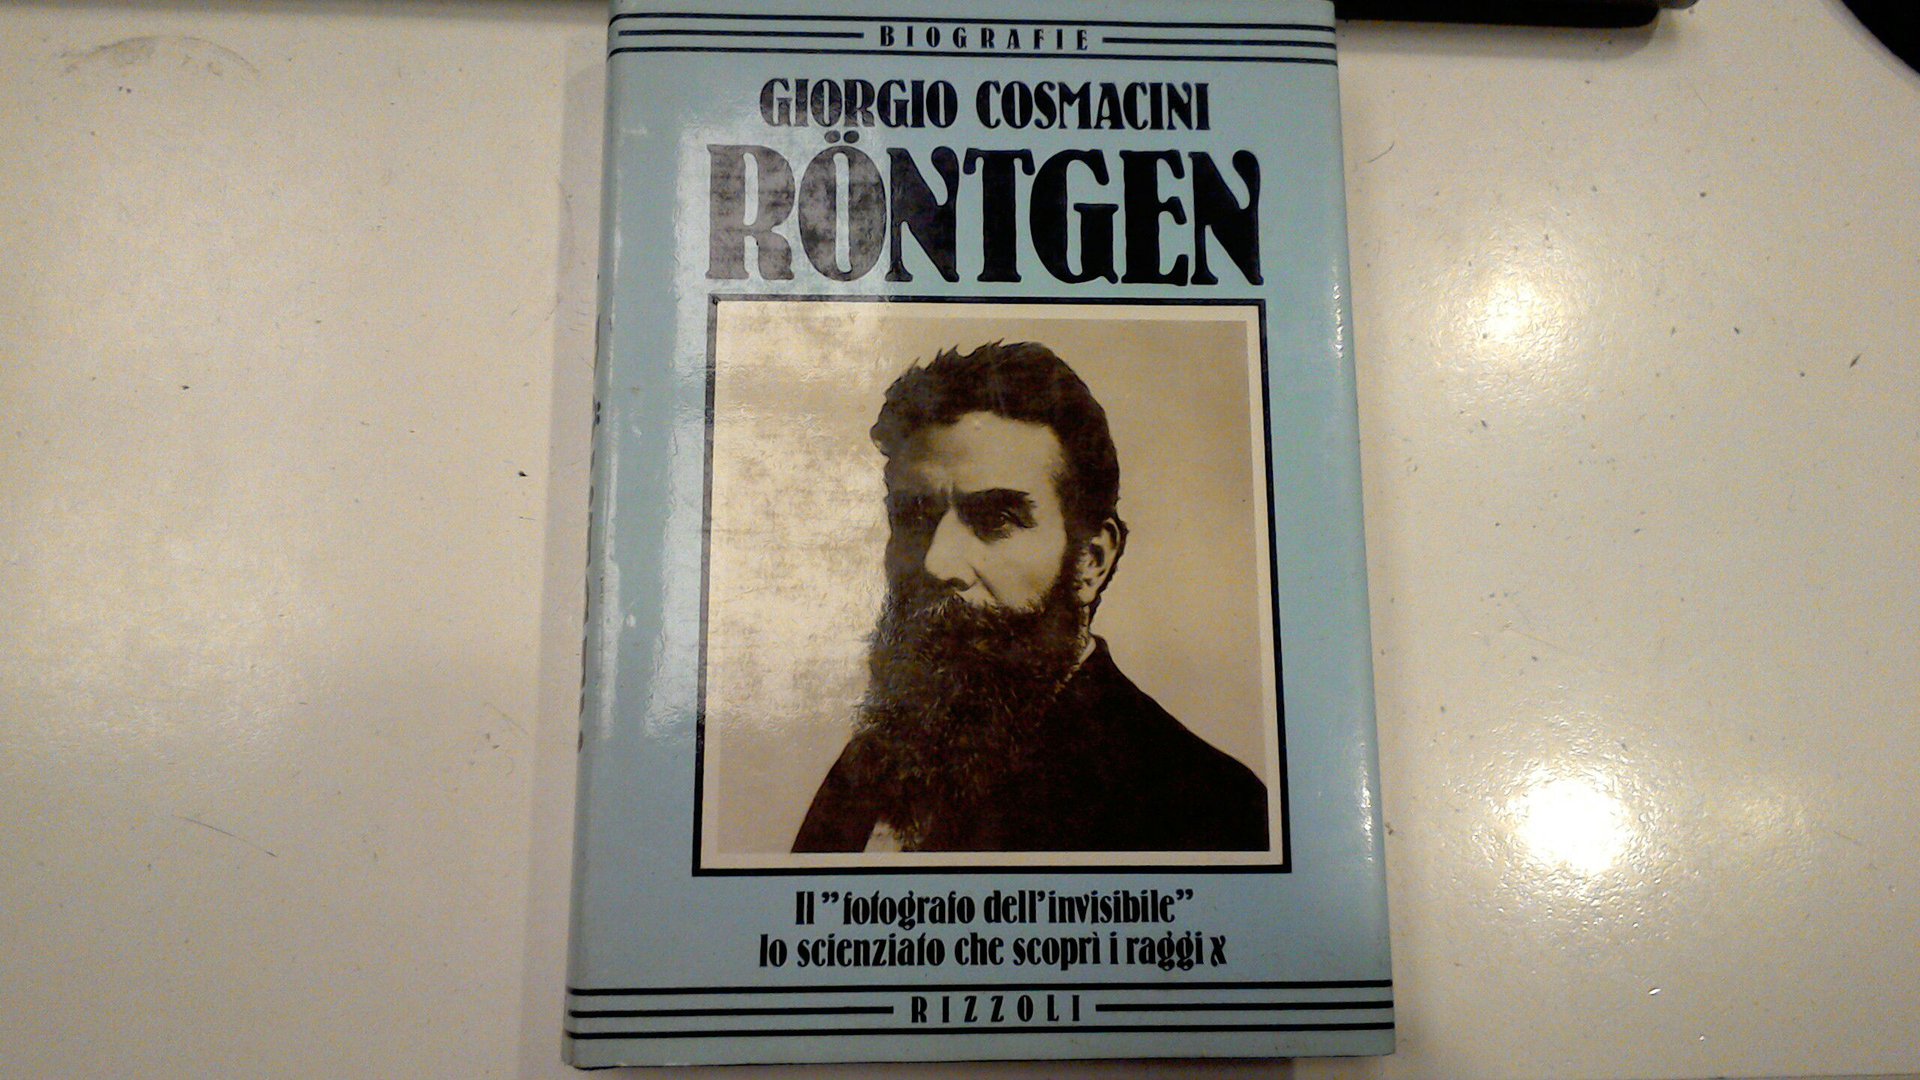 BIOGRAFIE
GIORGIO COSMACINI
RÖNTGEN
Il "fotografo dell'invisibile"
lo scienziato che scoprì i raggi x
RIZZOLI